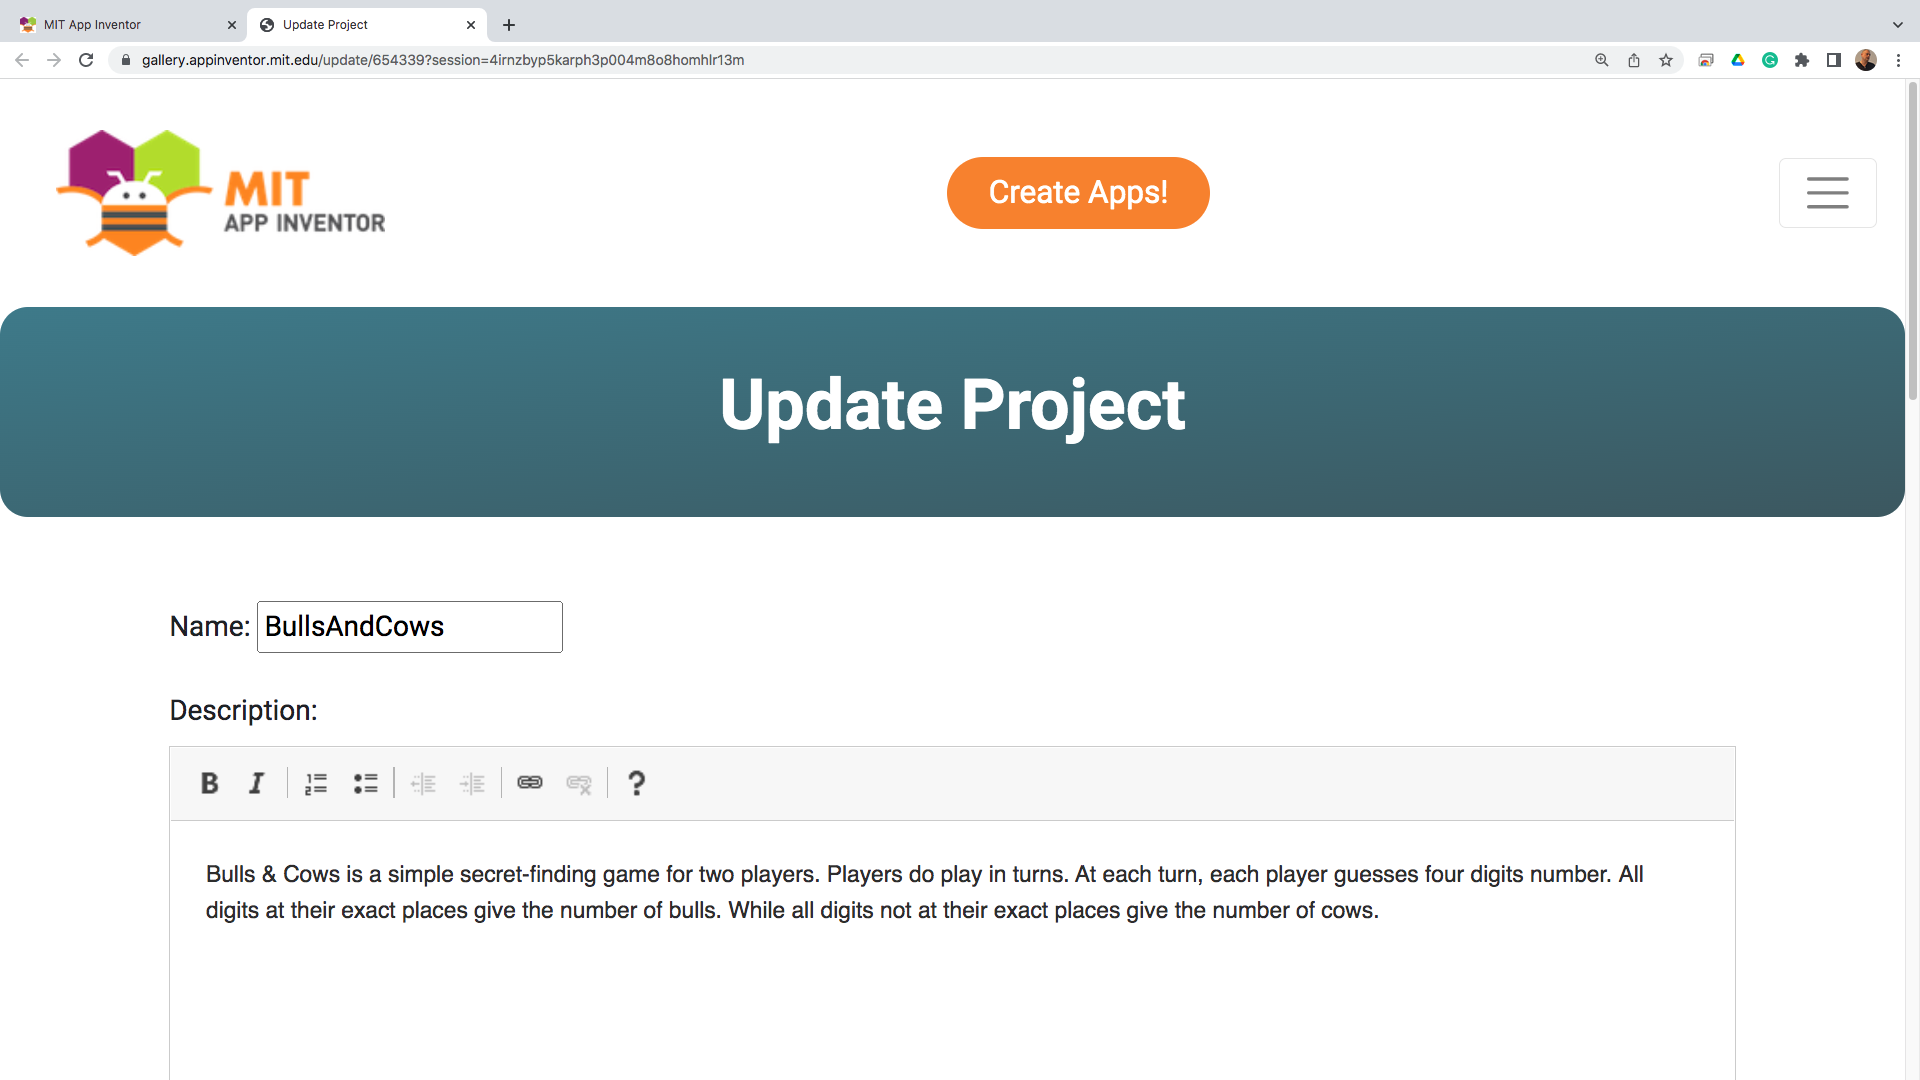 MIT App Inventor
Update Project
gallery.appinventor.mit.edu/update/654339?session=4irnzbyp5karph3p004m8o8homhlr13m
MIT
APP INVENTOR
Create Apps!
Update Project
Name: BullsAndCows
Description:
Bulls & Cows is a simple secret-finding game for two players. Players do play in turns. At each turn, each player guesses four digits number. All
digits at their exact places give the number of bulls. While all digits not at their exact places give the number of cows.